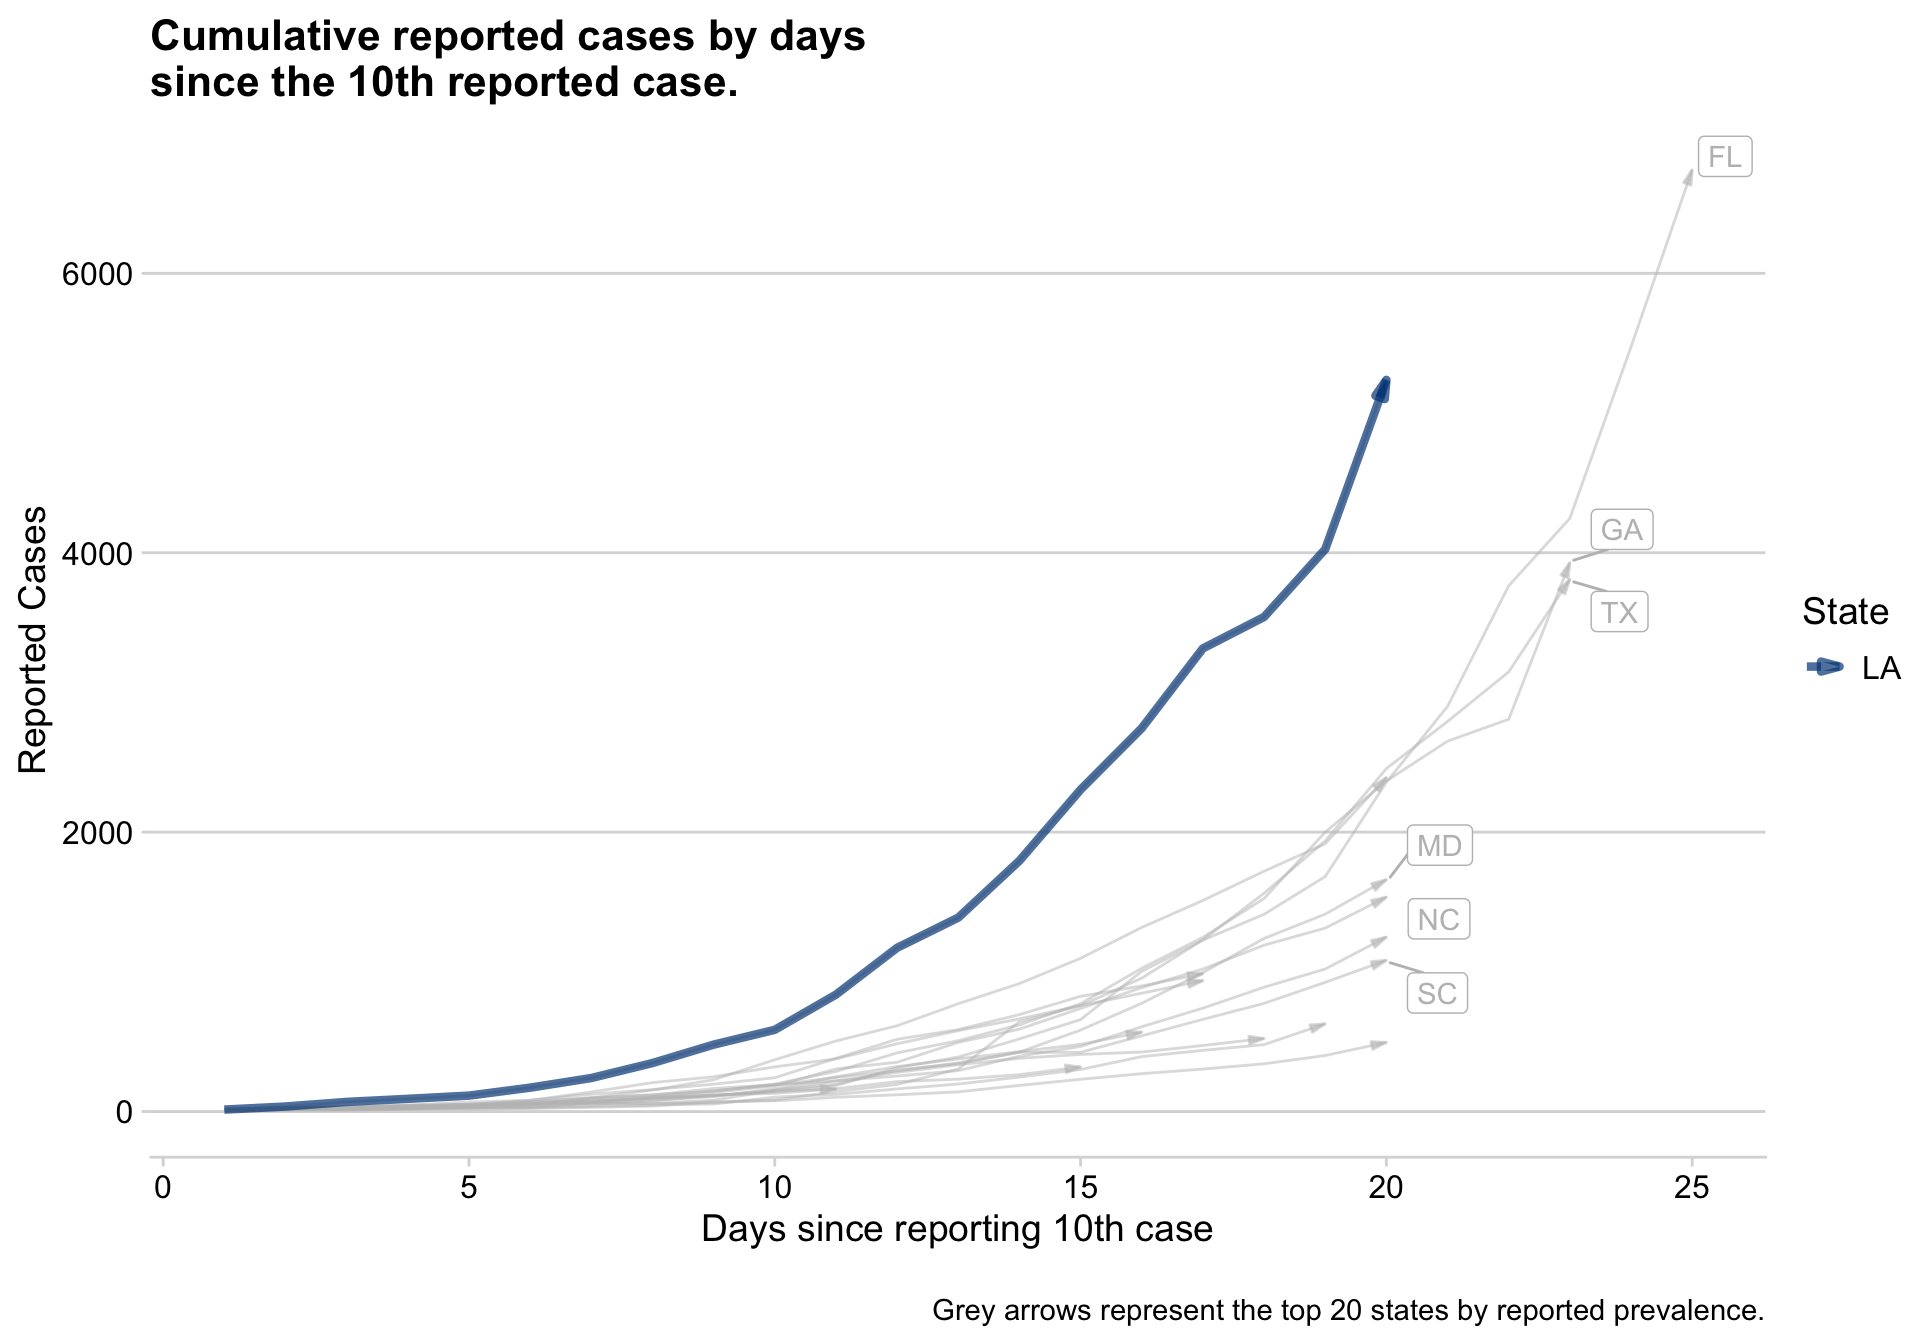 Cumulative reported cases by days
since the 10th reported case.
FL
6000
GA
4000
TX
State
LA
Reported Cases
2000
MD
NC
SC
0
0 5 10 15 20 25
Days since reporting 10th case
Grey arrows represent the top 20 states by reported prevalence.